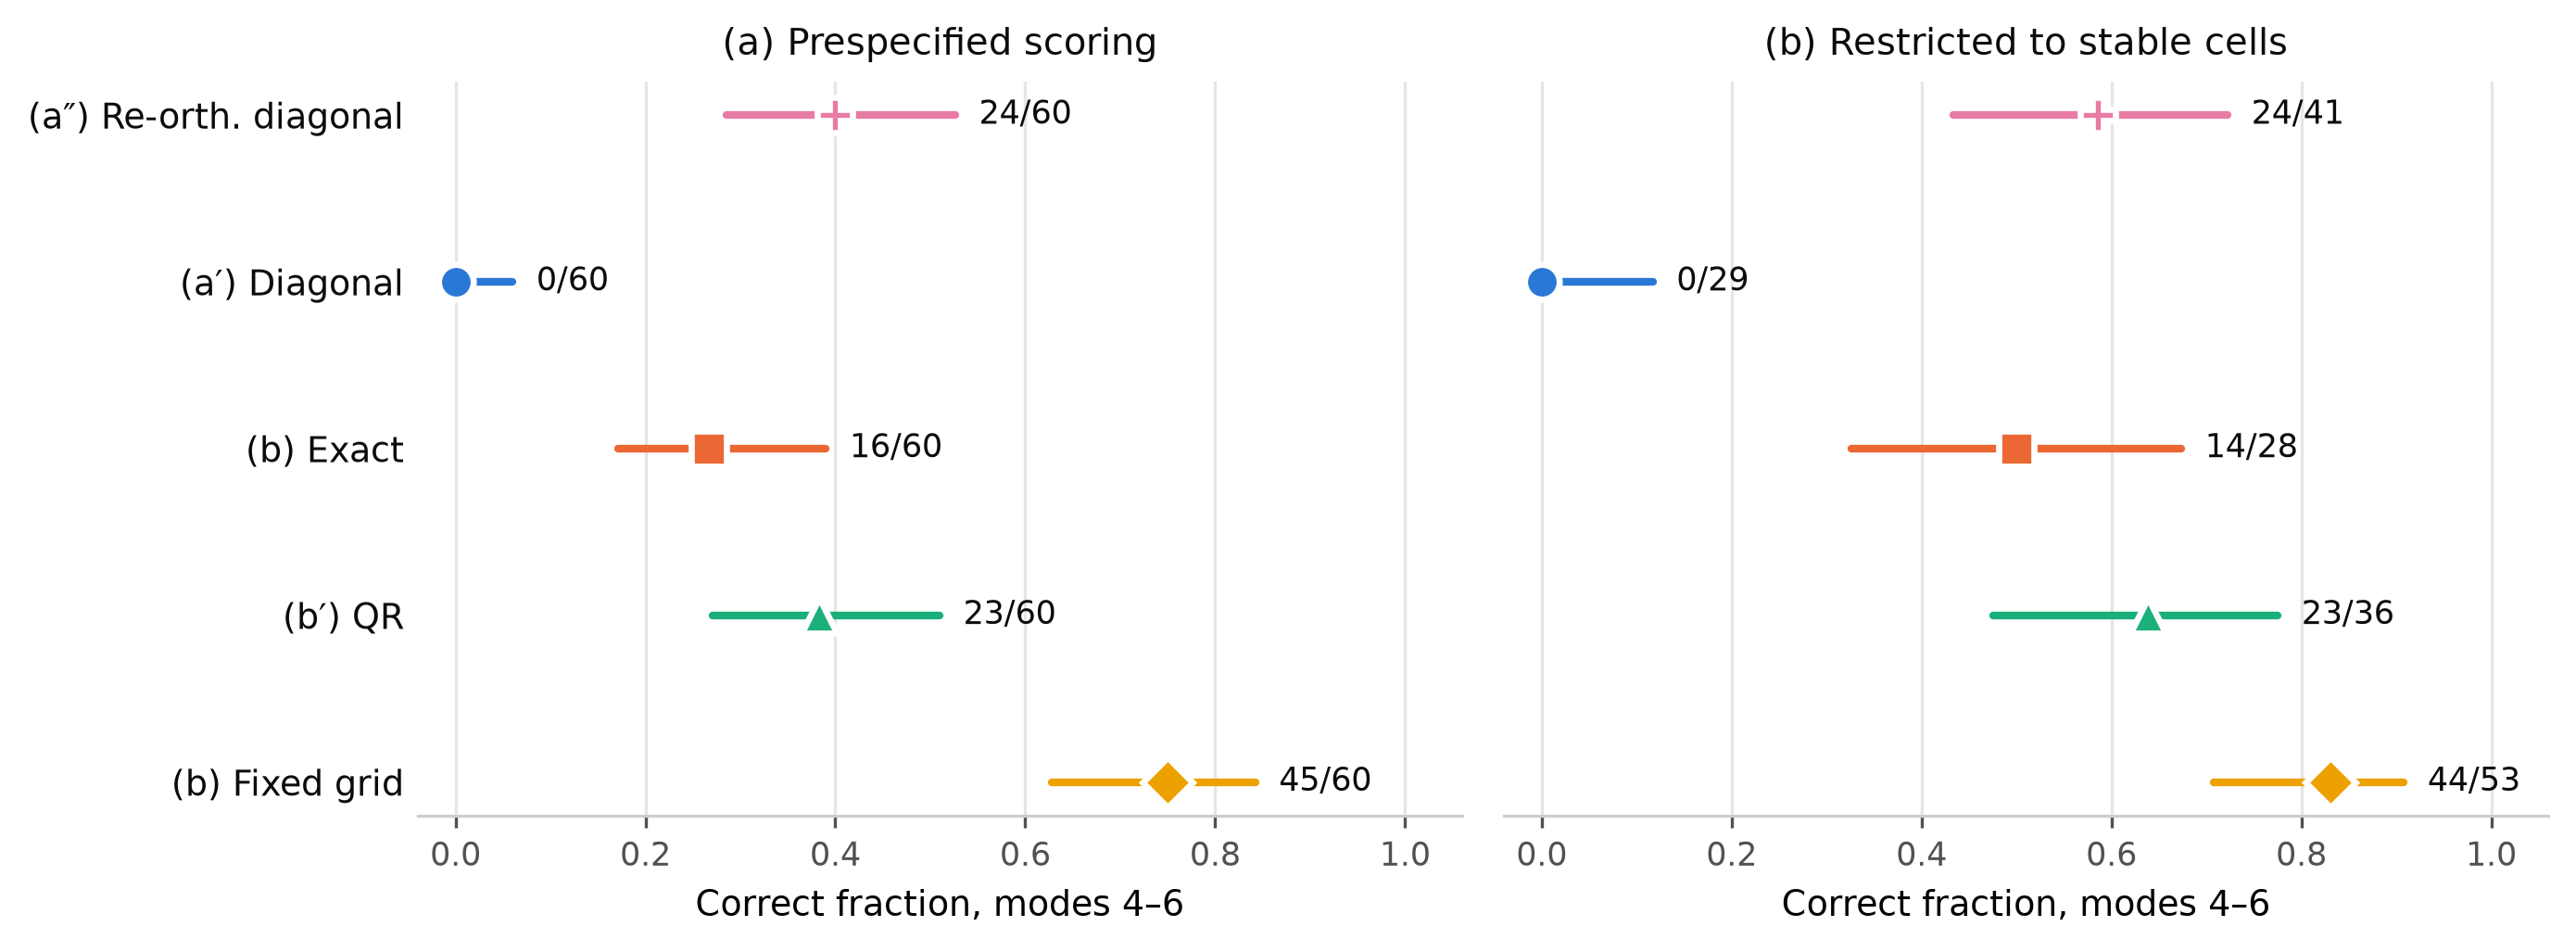 (a) Prespecified scoring
(b) Restricted to stable cells
(a″) Re-orth. diagonal
24/60
24/41
(a′) Diagonal
0/60
0/29
(b) Exact
16/60
14/28
(b′) QR
23/60
23/36
(b) Fixed grid
45/60
44/53
0.0 0.2 0.4 0.6 0.8 1.0
0.0 0.2 0.4 0.6 0.8 1.0
Correct fraction, modes 4–6
Correct fraction, modes 4–6